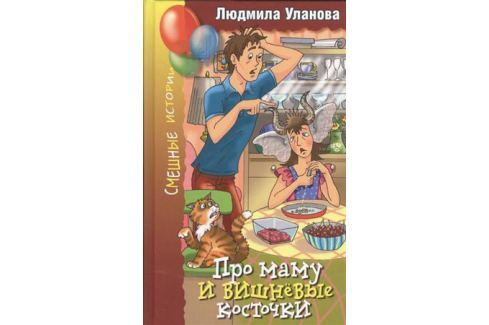 Людмила Уланова
Смешные истории
Про маму
и вишнёвые
косточки